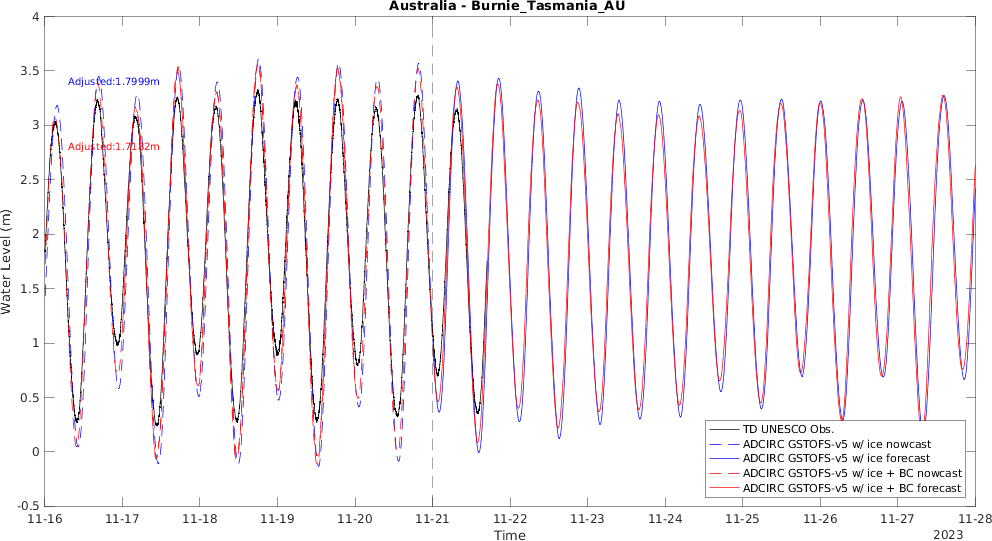 Australia - Burnie_Tasmania_AU
4
3.5
3
2.5
2
1.5
1
0.5
0
-0.5
Water Level (m)
Adjusted:1.7999m
Adjusted:1.7182m
TD UNESCO Obs.
ADCIRC GSTOFS-v5 w/ ice nowcast
ADCIRC GSTOFS-v5 w/ ice forecast
ADCIRC GSTOFS-v5 w/ ice + BC nowcast
ADCIRC GSTOFS-v5 w/ ice + BC forecast
11-16 11-17 11-18 11-19 11-20 11-21 11-22 11-23 11-24 11-25 11-26 11-27 11-28
Time
2023